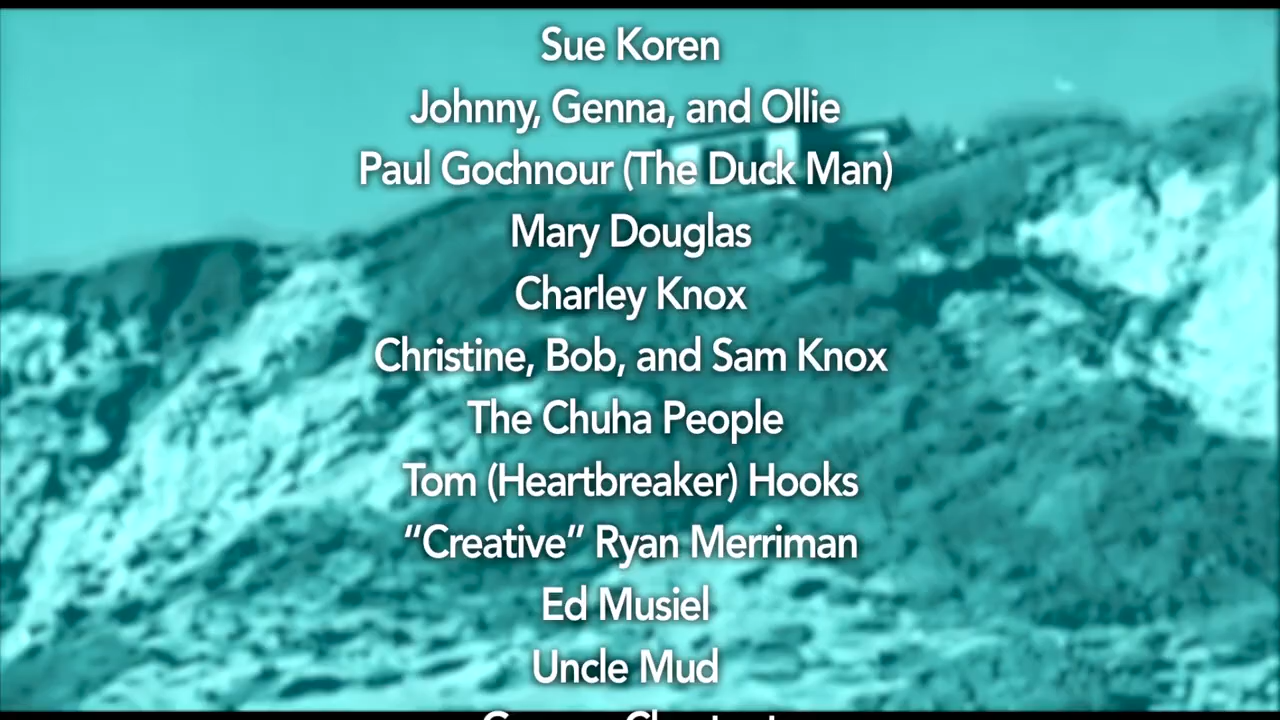 Sue Koren
Johnny, Genna, and Ollie
Paul Gochnour (The Duck Man)
Mary Douglas
Charley Knox
Christine, Bob, and Sam Knox
The Chuha People
Tom (Heartbreaker) Hooks
“Creative” Ryan Merriman
Ed Musiel
Uncle Mud